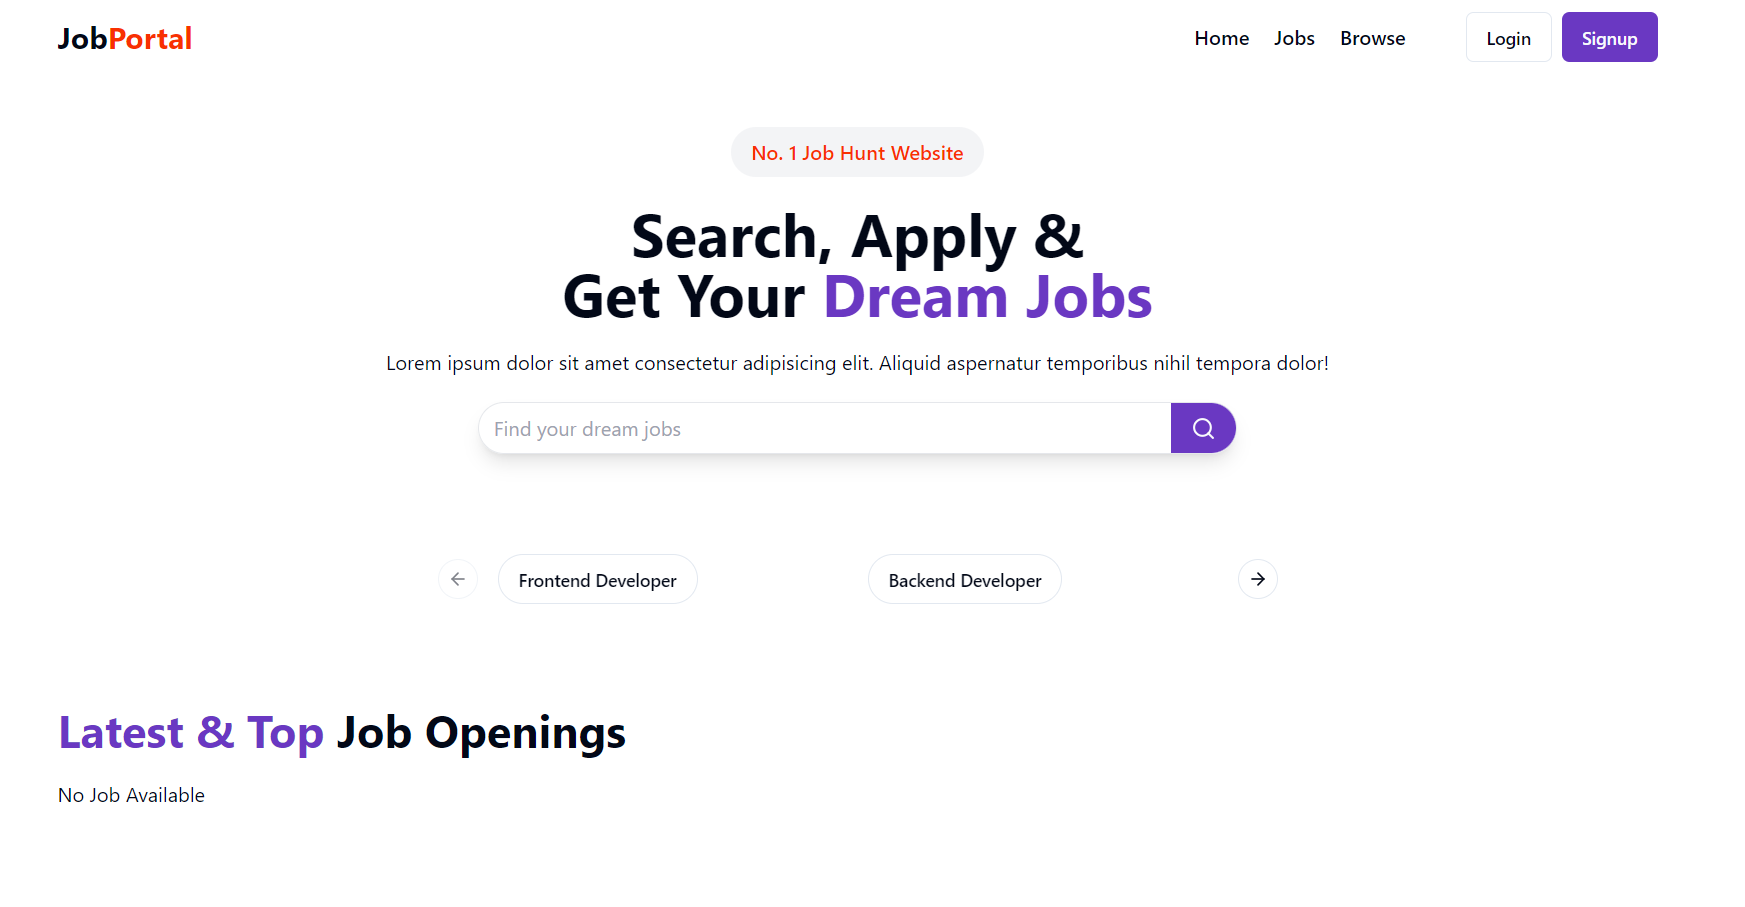 JobPortal
Home Jobs Browse Login Signup
No. 1 Job Hunt Website
Search, Apply &
Get Your Dream Jobs
Lorem ipsum dolor sit amet consectetur adipisicing elit. Aliquid aspernatur temporibus nihil tempora dolor!
Find your dream jobs
Frontend Developer
Backend Developer
Latest & Top Job Openings
No Job Available